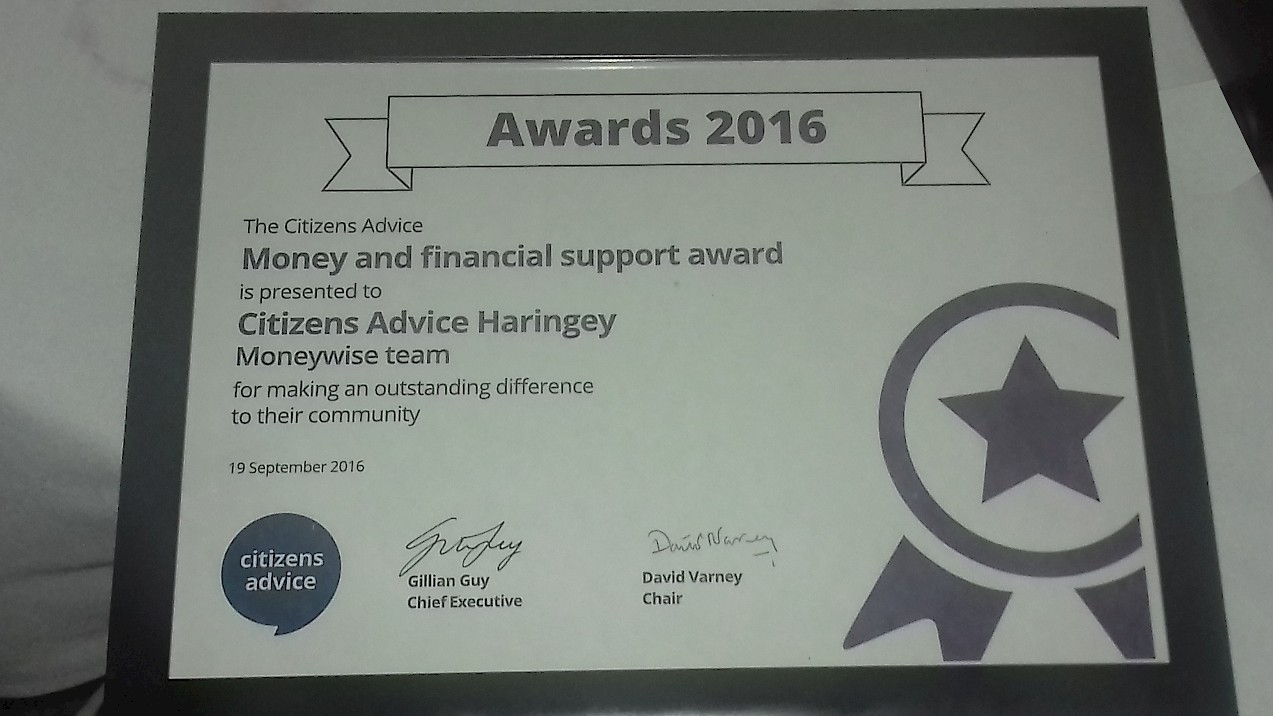 Awards 2016
The Citizens Advice
Money and financial support award
is presented to
Citizens Advice Haringey
Moneywise team
for making an outstanding difference
to their community
19 September 2016
citizens
advice
Gillian Guy
Chief Executive
David Varney
David Varney
Chair